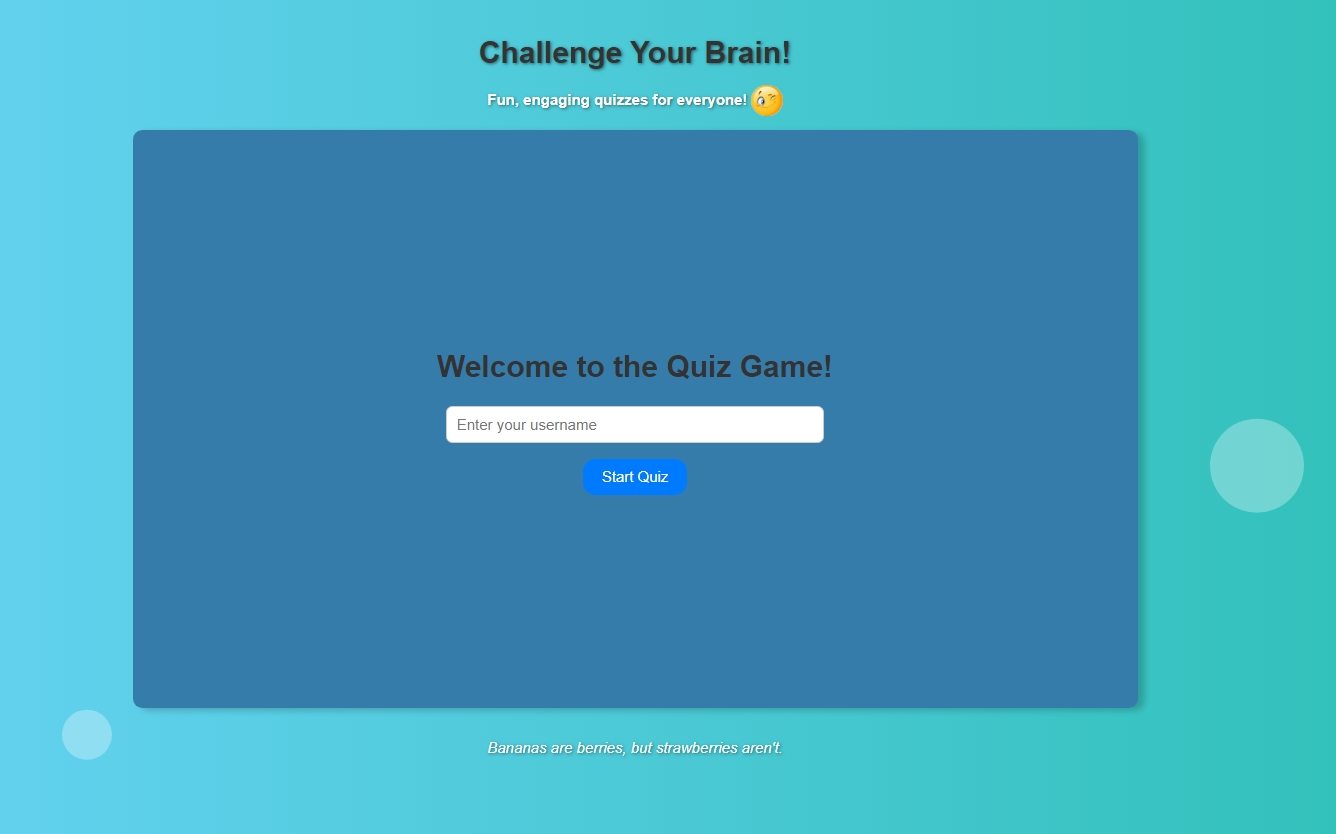 Challenge Your Brain!
Fun, engaging quizzes for everyone!
Welcome to the Quiz Game!
Enter your username
Start Quiz
Bananas are berries, but strawberries aren't.